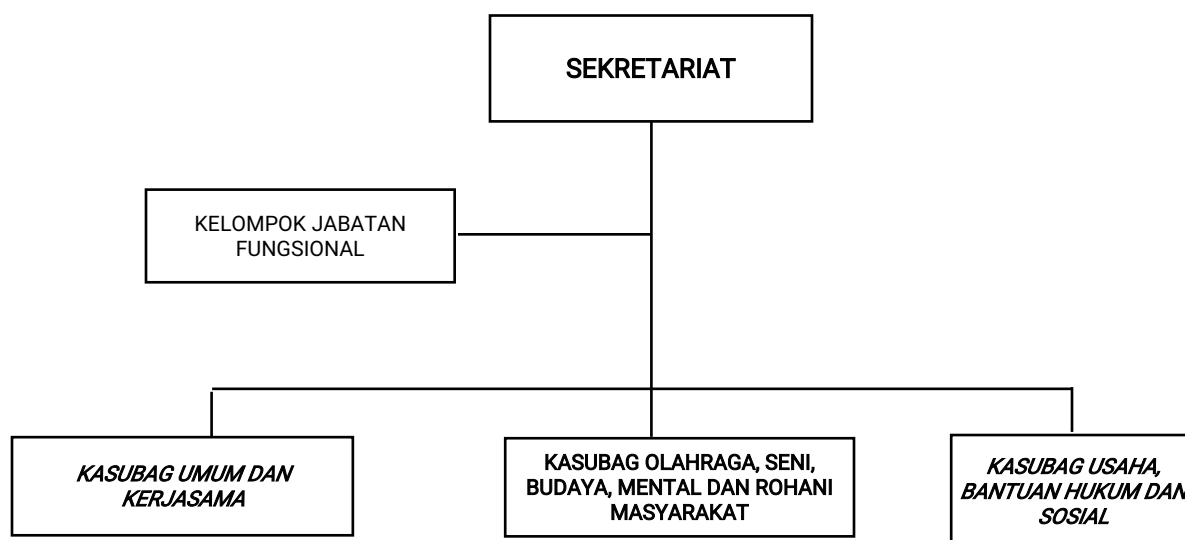 SEKRETARIAT
KELOMPOK JABATAN
FUNGSIONAL
KASUBAG UMUM DAN
KERJASAMA
KASUBAG OLAHRAGA, SENI,
BUDAYA, MENTAL DAN ROHANI
MASYARAKAT
KASUBAG USAHA,
BANTUAN HUKUM DAN
SOSIAL